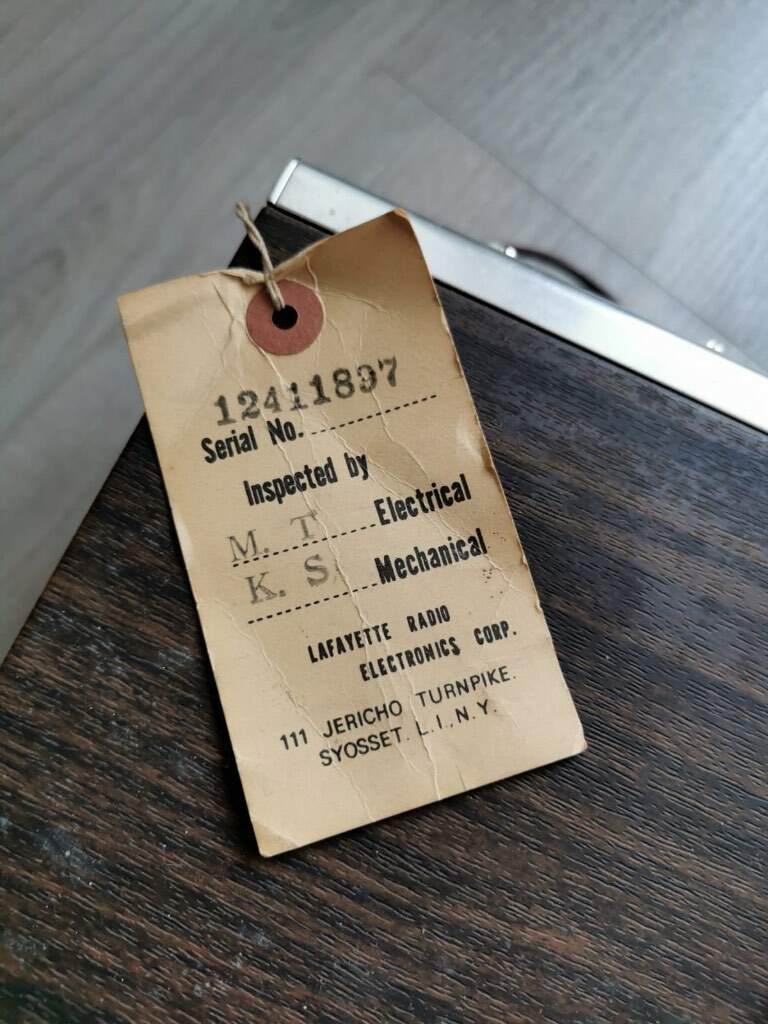 12411897
Serial No.
Inspected by
M. T Electrical
K. S. Mechanical
LAFAYETTE RADIO
ELECTRONICS CORP.
111 JERICHO TURNPIKE.
SYOSSET. L.I., N.Y.